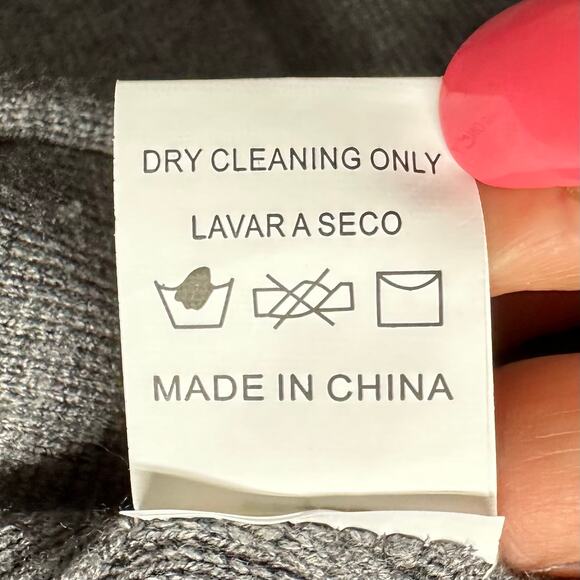 DRY CLEANING ONLY
LAVAR A SECO
MADE IN CHINA